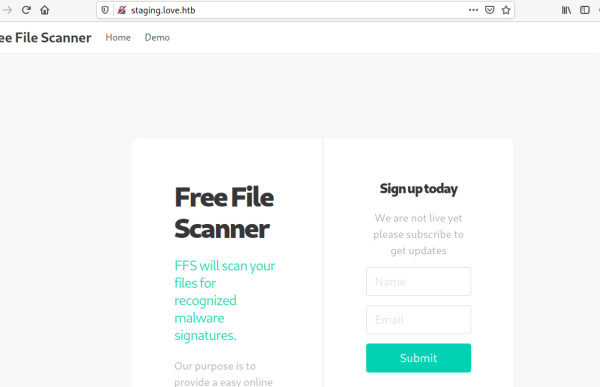 staging.love.htb
ee File Scanner Home Demo
Free File
Scanner
FFS will scan your
files for
recognized
malware
signatures.
Our purpose is to
provide a easy online
Sign up today
We are not live yet
please subscribe to
get updates
Name
Email
Submit